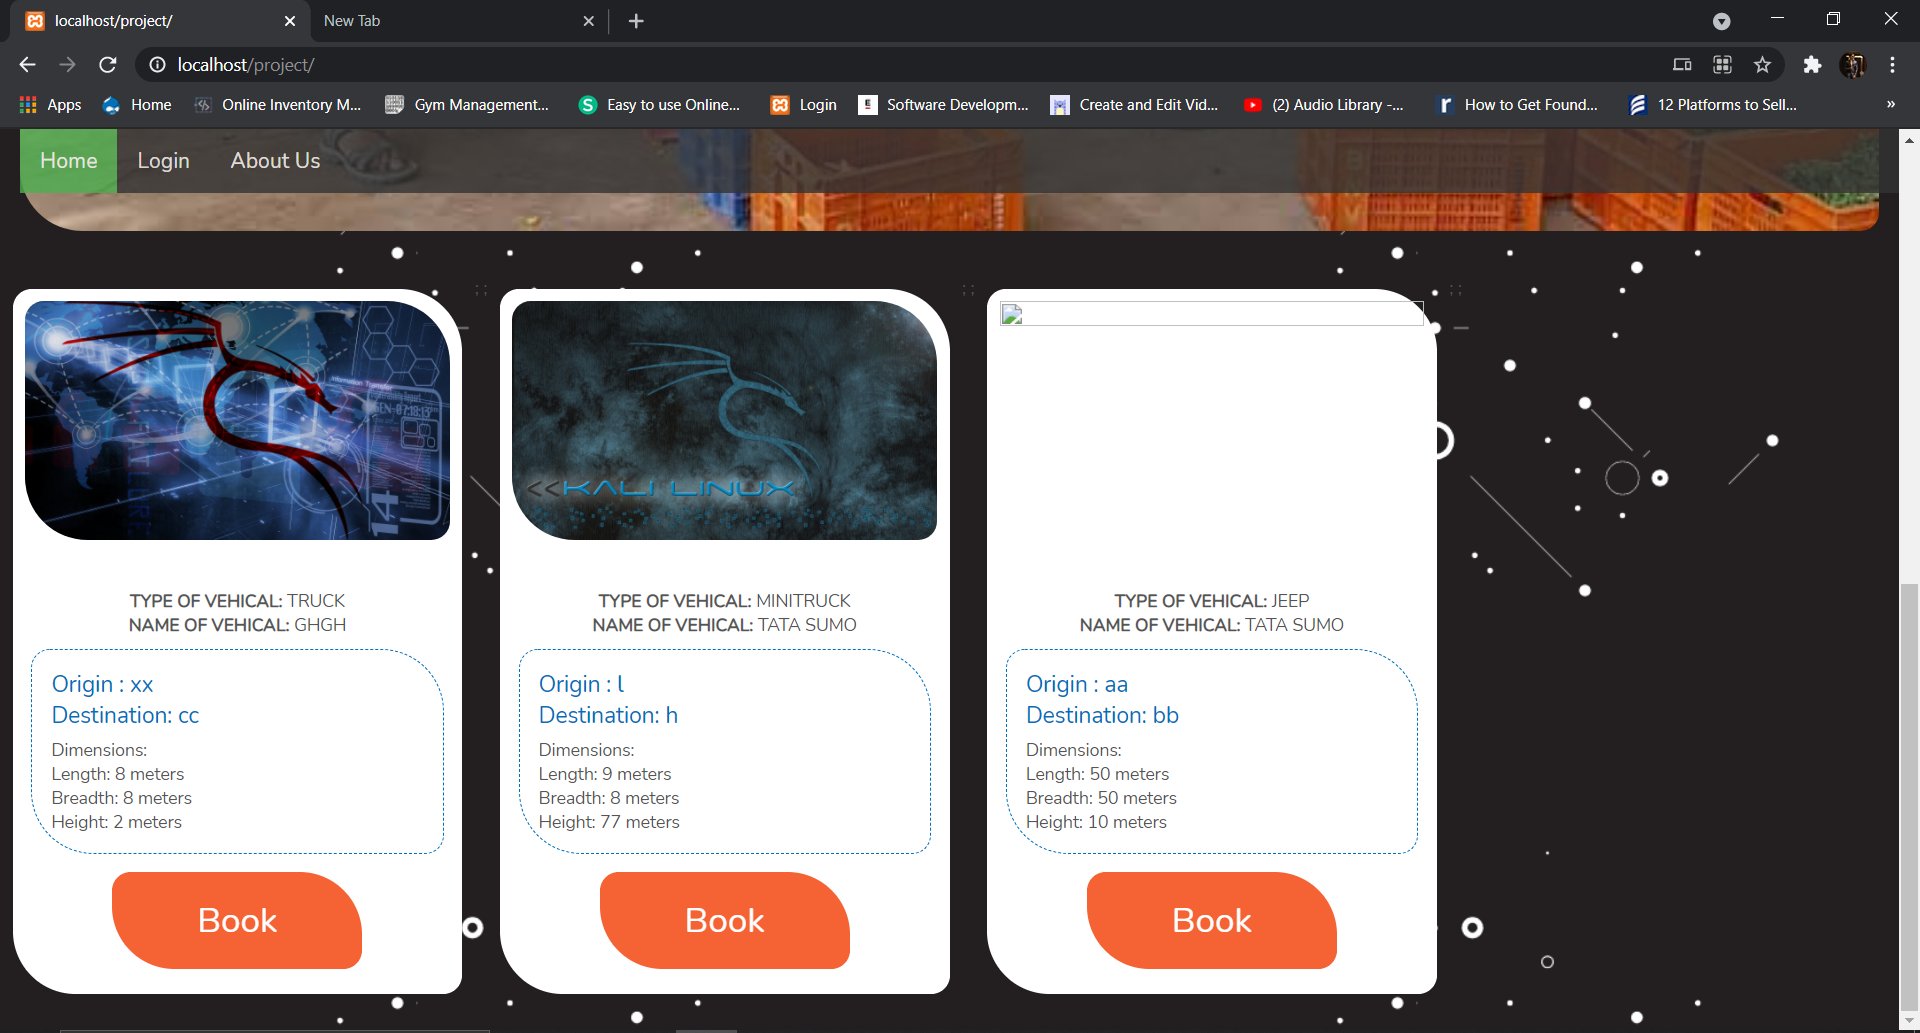 localhost/project/
New Tab
localhost/project/
Apps
Home
Online Inventory M...
Gym Management...
Easy to use Online...
Login
Software Developm...
Create and Edit Vid...
(2) Audio Library -...
How to Get Found...
12 Platforms to Sell...
»
Home
Login
About Us
Information Transfer
14
<<KALI LINUX
TYPE OF VEHICAL: TRUCK
NAME OF VEHICAL: GHGH
Origin : xx
Destination: cc
Dimensions:
Length: 8 meters
Breadth: 8 meters
Height: 2 meters
Book
TYPE OF VEHICAL: MINITRUCK
NAME OF VEHICAL: TATA SUMO
Origin : l
Destination: h
Dimensions:
Length: 9 meters
Breadth: 8 meters
Height: 77 meters
Book
TYPE OF VEHICAL: JEEP
NAME OF VEHICAL: TATA SUMO
Origin : aa
Destination: bb
Dimensions:
Length: 50 meters
Breadth: 50 meters
Height: 10 meters
Book